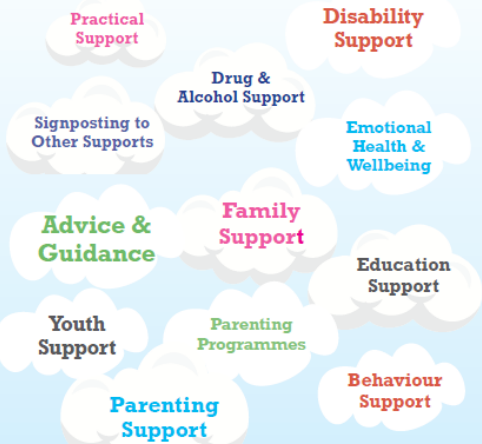 Practical
Support
Disability
Support
Drug &
Alcohol Support
Signposting to
Other Supports
Emotional
Health &
Wellbeing
Advice &
Guidance
Family
Support
Education
Support
Youth
Support
Parenting
Programmes
Behaviour
Support
Parenting
Support